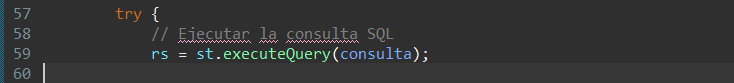 57 try {
58 // Ejecutar la consulta SQL
59 rs = st.executeQuery(consulta);
60